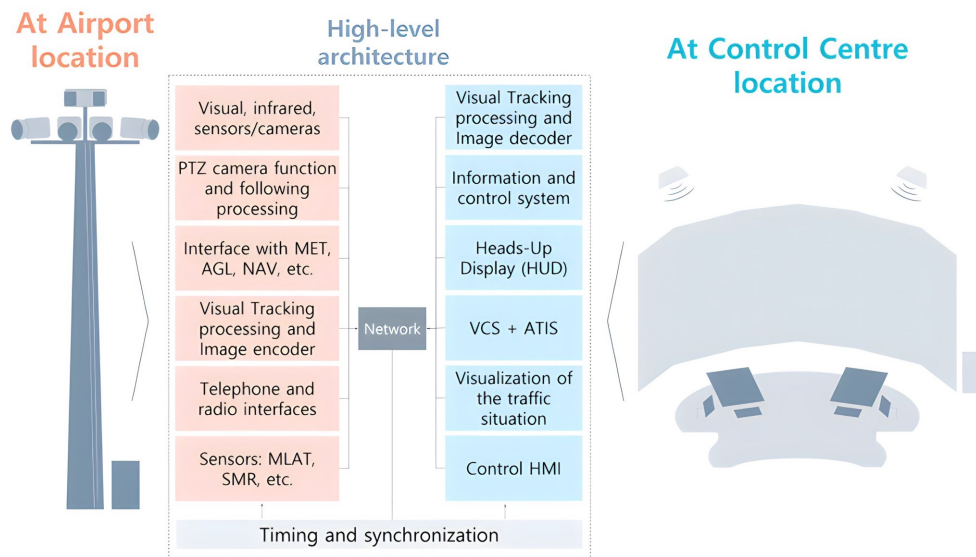 At Airport
location
High-level
architecture
At Control Centre
location
Visual, infrared,
sensors/cameras
PTZ camera function
and following
processing
Interface with MET,
AGL, NAV, etc.
Visual Tracking
processing and
Image encoder
Telephone and
radio interfaces
Sensors: MLAT,
SMR, etc.
Network
Visual Tracking
processing and
Image decoder
Information and
control system
Heads-Up
Display (HUD)
VCS + ATIS
Visualization of
the traffic
situation
Control HMI
Timing and synchronization